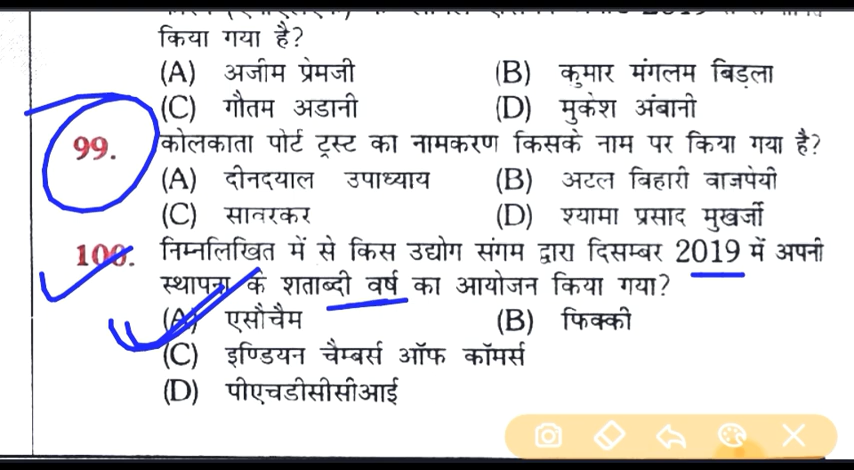 किया गया है?
(A) अजीम प्रेमजी (B) कुमार मंगलम बिड़ला
(C) गौतम अडानी (D) मुकेश अंबानी
99. कोलकाता पोर्ट ट्रस्ट का नामकरण किसके नाम पर किया गया है?
(A) दीनदयाल उपाध्याय (B) अटल बिहारी वाजपेयी
(C) सावरकर (D) श्यामा प्रसाद मुखर्जी
100. निम्नलिखित में से किस उद्योग संगम द्वारा दिसम्बर 2019 में अपनी
स्थापना के शताब्दी वर्ष का आयोजन किया गया?
(A) एसौचैम (B) फिक्की
(C) इण्डियन चैम्बर्स ऑफ कॉमर्स
(D) पीएचडीसीसीआई